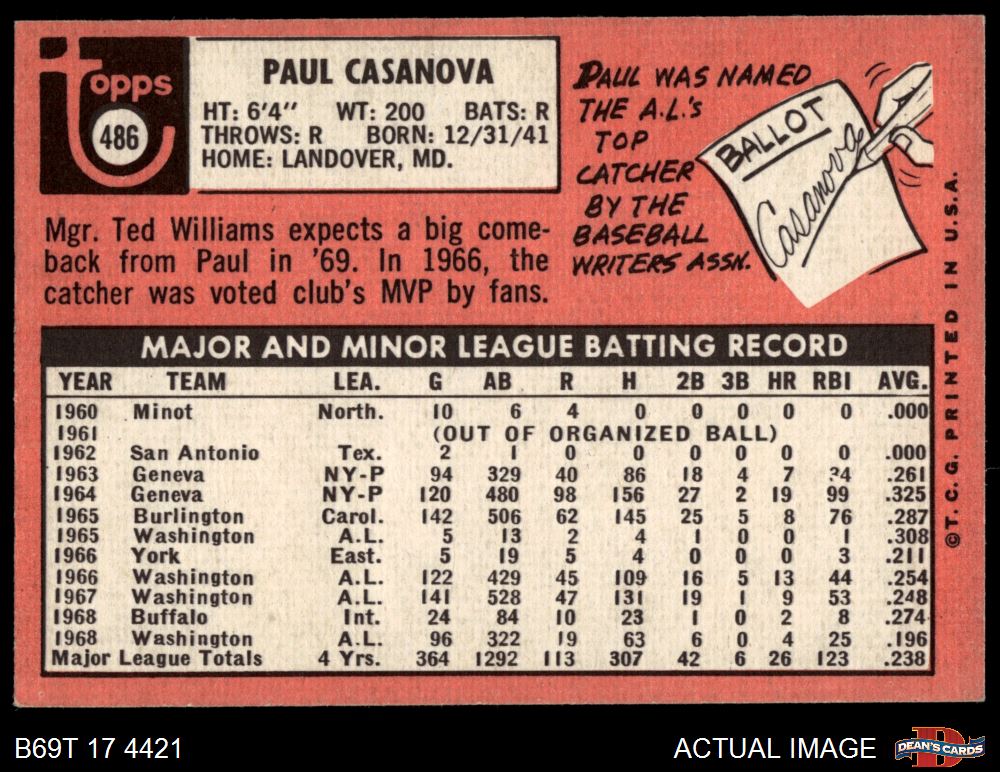 Topps
486
PAUL CASANOVA
HT: 6'4" WT: 200 BATS: R
THROWS: R BORN: 12/31/41
HOME: LANDOVER, MD.
PAUL WAS NAMED
THE A.L.'s
TOP
CATCHER
BY THE
BASEBALL
WRITERS ASSN.
BALLOT
Casanova
Mgr. Ted Williams expects a big come-
back from Paul in '69. In 1966, the
catcher was voted club's MVP by fans.
MAJOR AND MINOR LEAGUE BATTING RECORD
YEAR TEAM LEA. G AB R H 2B 3B HR RBI AVG.
1960 Minot North. 10 6 4 0 0 0 0 0 .000
1961 (OUT OF ORGANIZED BALL)
1962 San Antonio Tex. 2 1 0 0 0 0 0 0 .000
1963 Geneva NY-P 94 329 40 86 18 4 7 34 .261
1964 Geneva NY-P 120 480 98 156 27 2 19 99 .325
1965 Burlington Carol. 142 506 62 145 25 5 8 76 .287
1965 Washington A.L. 5 13 2 4 1 0 0 1 .308
1966 York East. 5 19 5 4 0 0 0 3 .211
1966 Washington A.L. 122 429 45 109 16 5 13 44 .254
1967 Washington A.L. 141 528 47 131 19 1 9 53 .248
1968 Buffalo Int. 24 84 10 23 1 0 2 8 .274
1968 Washington A.L. 96 322 19 63 6 0 4 25 .196
Major League Totals 4 Yrs. 364 1292 113 307 42 6 26 123 .238
©T. C. G. PRINTED IN U.S.A.
B69T 17 4421
ACTUAL IMAGE
DEAN'S CARDS